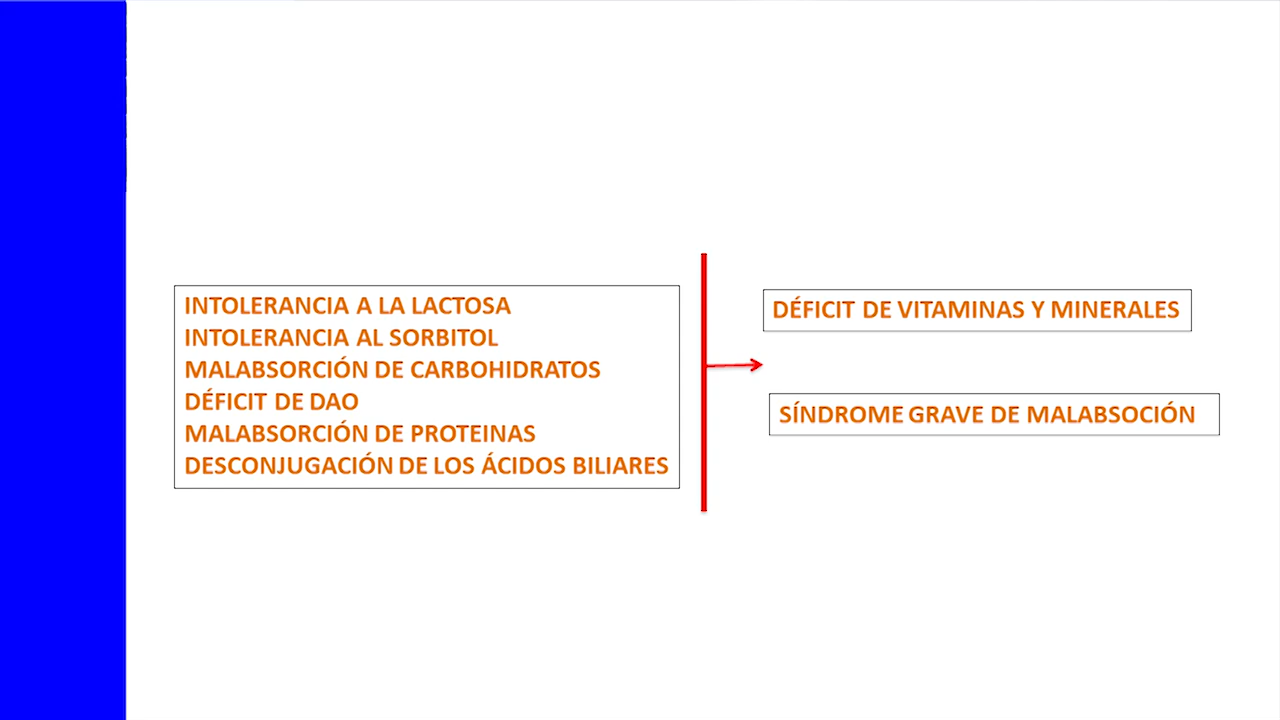 INTOLERANCIA A LA LACTOSA
INTOLERANCIA AL SORBITOL
MALABSORCIÓN DE CARBOHIDRATOS
DÉFICIT DE DAO
MALABSORCIÓN DE PROTEINAS
DESCONJUGACIÓN DE LOS ÁCIDOS BILIARES
DÉFICIT DE VITAMINAS Y MINERALES
SÍNDROME GRAVE DE MALABSOCIÓN